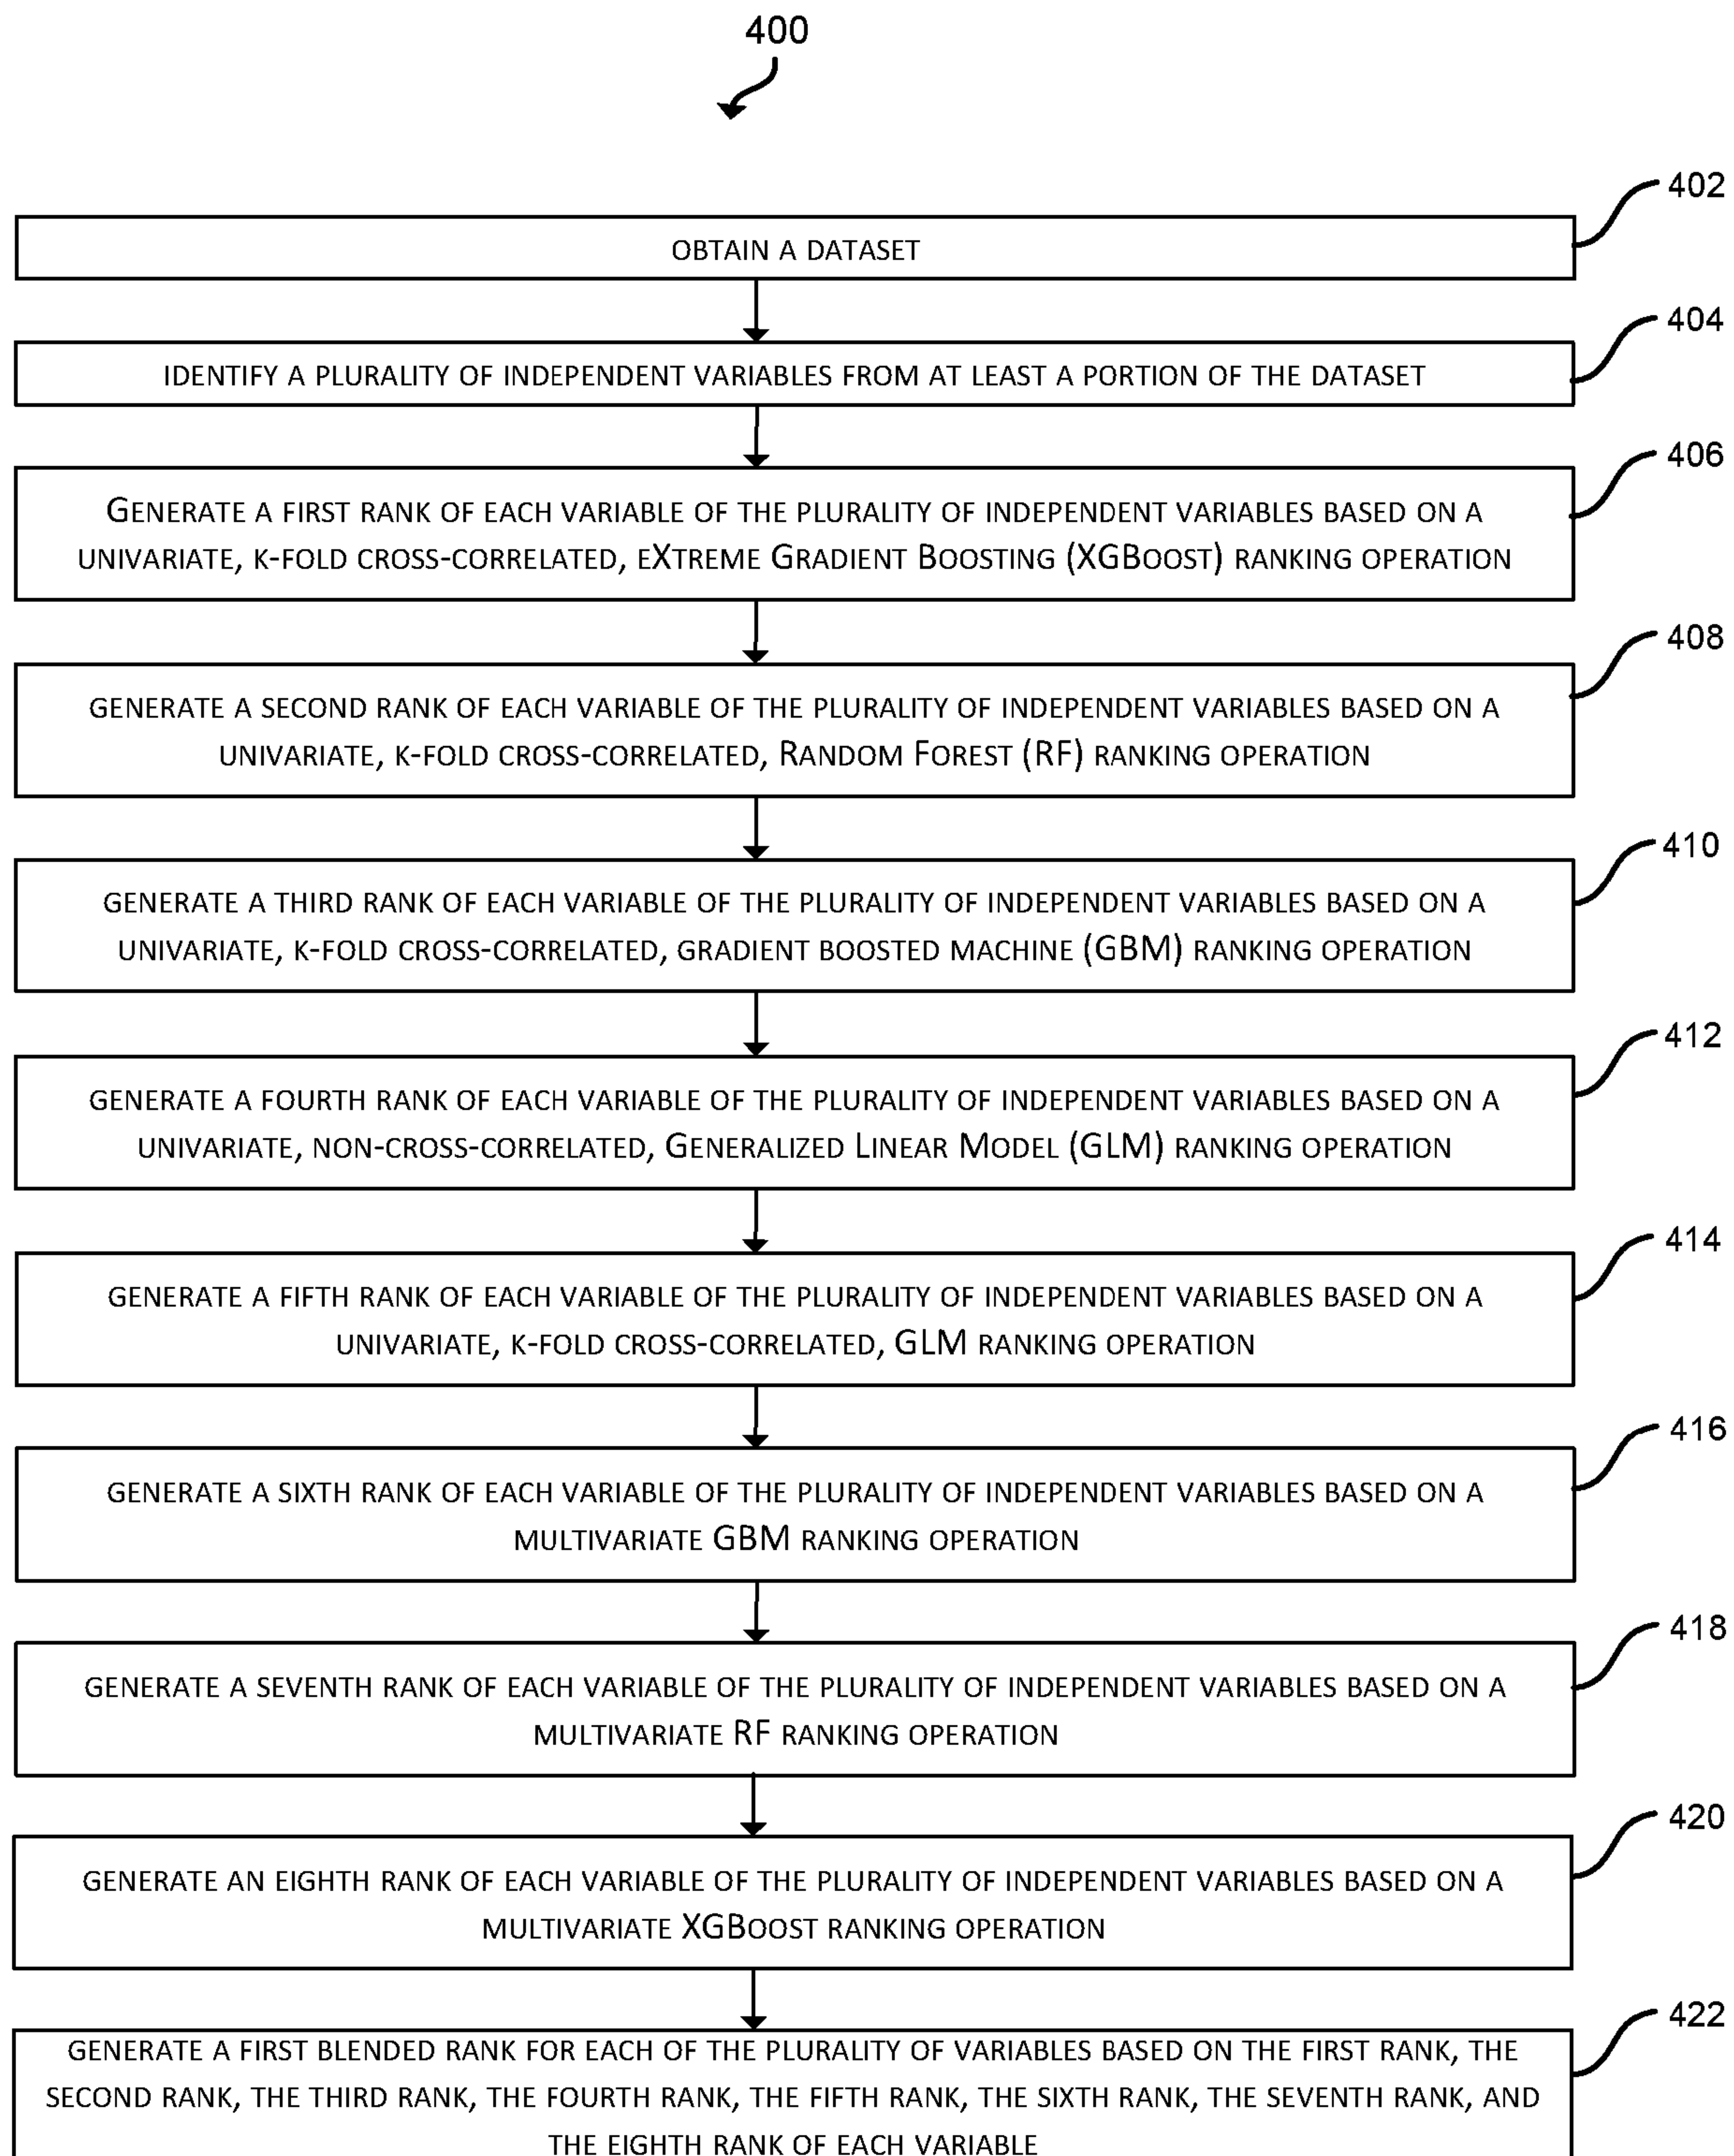 400
402
OBTAIN A DATASET
404
IDENTIFY A PLURALITY OF INDEPENDENT VARIABLES FROM AT LEAST A PORTION OF THE DATASET
406
GENERATE A FIRST RANK OF EACH VARIABLE OF THE PLURALITY OF INDEPENDENT VARIABLES BASED ON A
UNIVARIATE, K-FOLD CROSS-CORRELATED, EXTREME GRADIENT BOOSTING (XGBOOST) RANKING OPERATION
408
GENERATE A SECOND RANK OF EACH VARIABLE OF THE PLURALITY OF INDEPENDENT VARIABLES BASED ON A
UNIVARIATE, K-FOLD CROSS-CORRELATED, RANDOM FOREST (RF) RANKING OPERATION
410
GENERATE A THIRD RANK OF EACH VARIABLE OF THE PLURALITY OF INDEPENDENT VARIABLES BASED ON A
UNIVARIATE, K-FOLD CROSS-CORRELATED, GRADIENT BOOSTED MACHINE (GBM) RANKING OPERATION
412
GENERATE A FOURTH RANK OF EACH VARIABLE OF THE PLURALITY OF INDEPENDENT VARIABLES BASED ON A
UNIVARIATE, NON-CROSS-CORRELATED, GENERALIZED LINEAR MODEL (GLM) RANKING OPERATION
414
GENERATE A FIFTH RANK OF EACH VARIABLE OF THE PLURALITY OF INDEPENDENT VARIABLES BASED ON A
UNIVARIATE, K-FOLD CROSS-CORRELATED, GLM RANKING OPERATION
416
GENERATE A SIXTH RANK OF EACH VARIABLE OF THE PLURALITY OF INDEPENDENT VARIABLES BASED ON A
MULTIVARIATE GBM RANKING OPERATION
418
GENERATE A SEVENTH RANK OF EACH VARIABLE OF THE PLURALITY OF INDEPENDENT VARIABLES BASED ON A
MULTIVARIATE RF RANKING OPERATION
420
GENERATE AN EIGHTH RANK OF EACH VARIABLE OF THE PLURALITY OF INDEPENDENT VARIABLES BASED ON A
MULTIVARIATE XGBOOST RANKING OPERATION
422
GENERATE A FIRST BLENDED RANK FOR EACH OF THE PLURALITY OF VARIABLES BASED ON THE FIRST RANK, THE
SECOND RANK, THE THIRD RANK, THE FOURTH RANK, THE FIFTH RANK, THE SIXTH RANK, THE SEVENTH RANK, AND
THE EIGHTH RANK OF EACH VARIABLE